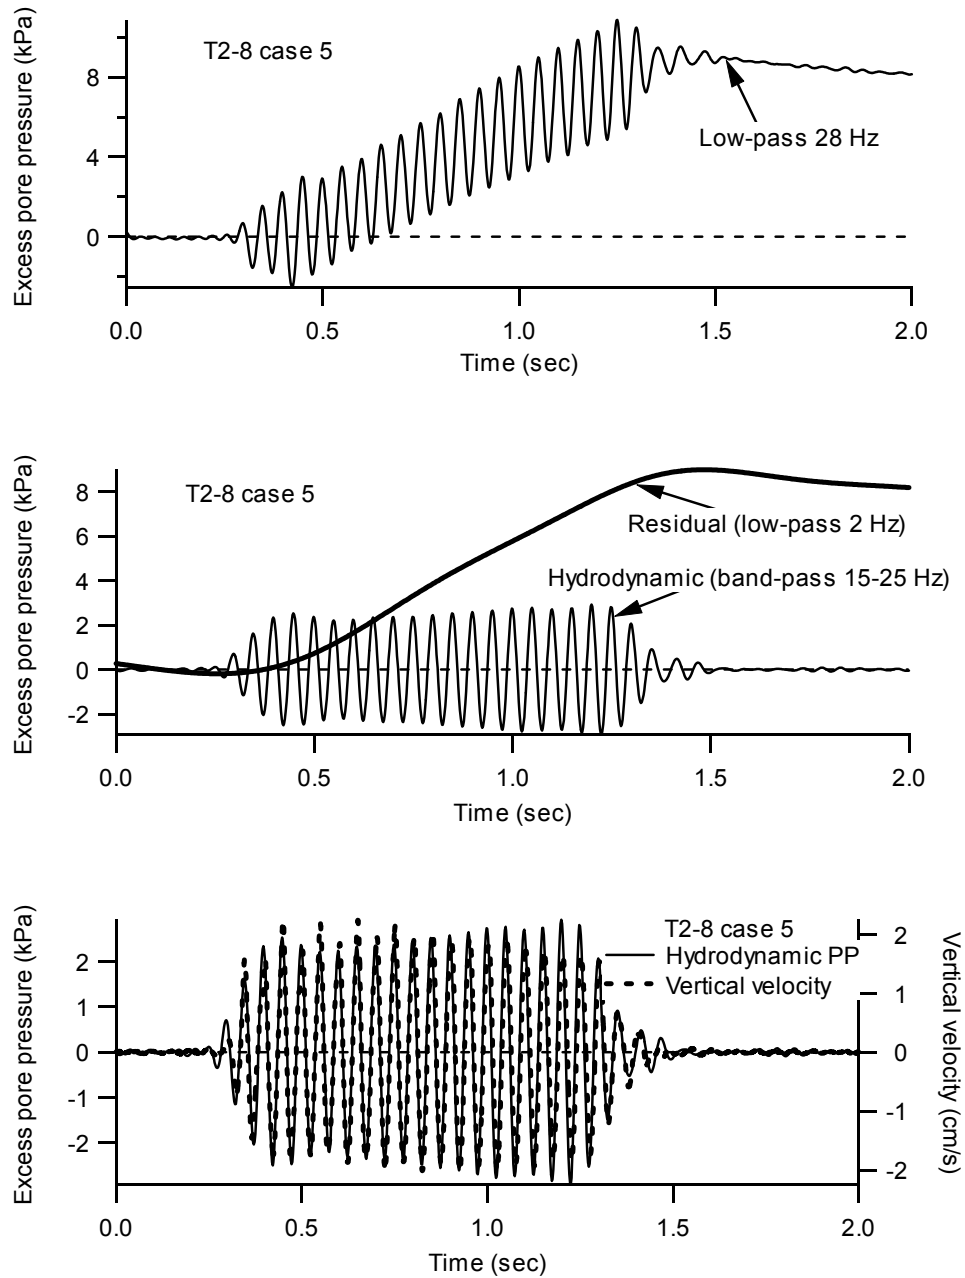 Excess pore pressure (kPa)
T2-8 case 5
8
4
0
Low-pass 28 Hz
0.0 0.5 1.0 1.5 2.0
Time (sec)
Excess pore pressure (kPa)
T2-8 case 5
8
6
4
2
0
-2
Residual (low-pass 2 Hz)
Hydrodynamic (band-pass 15-25 Hz)
0.0 0.5 1.0 1.5 2.0
Time (sec)
Excess pore pressure (kPa)
2
1
0
-1
-2
T2-8 case 5
Hydrodynamic PP
Vertical velocity
2
1
0
-1
-2
Vertical velocity (cm/s)
0.0 0.5 1.0 1.5 2.0
Time (sec)